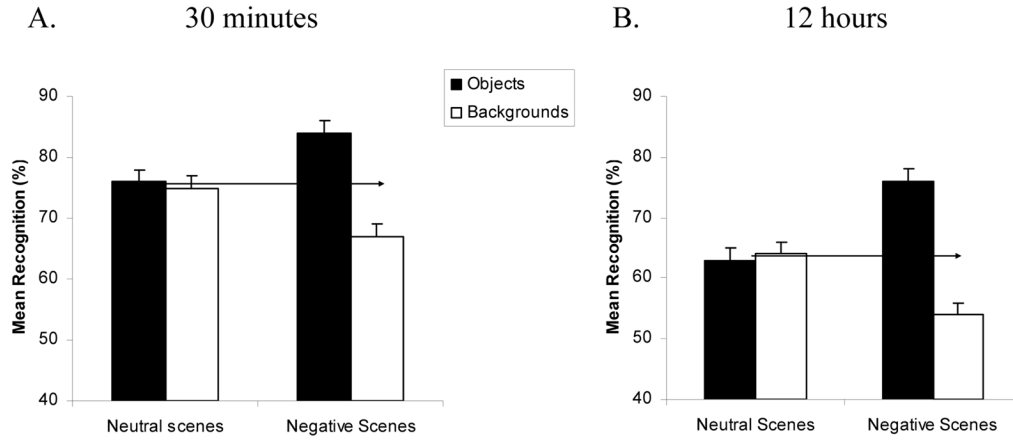 A.
30 minutes
B.
12 hours
Objects
Backgrounds
Mean Recognition (%)
90
80
70
60
50
40
Neutral scenes
Negative Scenes
Mean Recognition (%)
90
80
70
60
50
40
Neutral Scenes
Negative Scenes